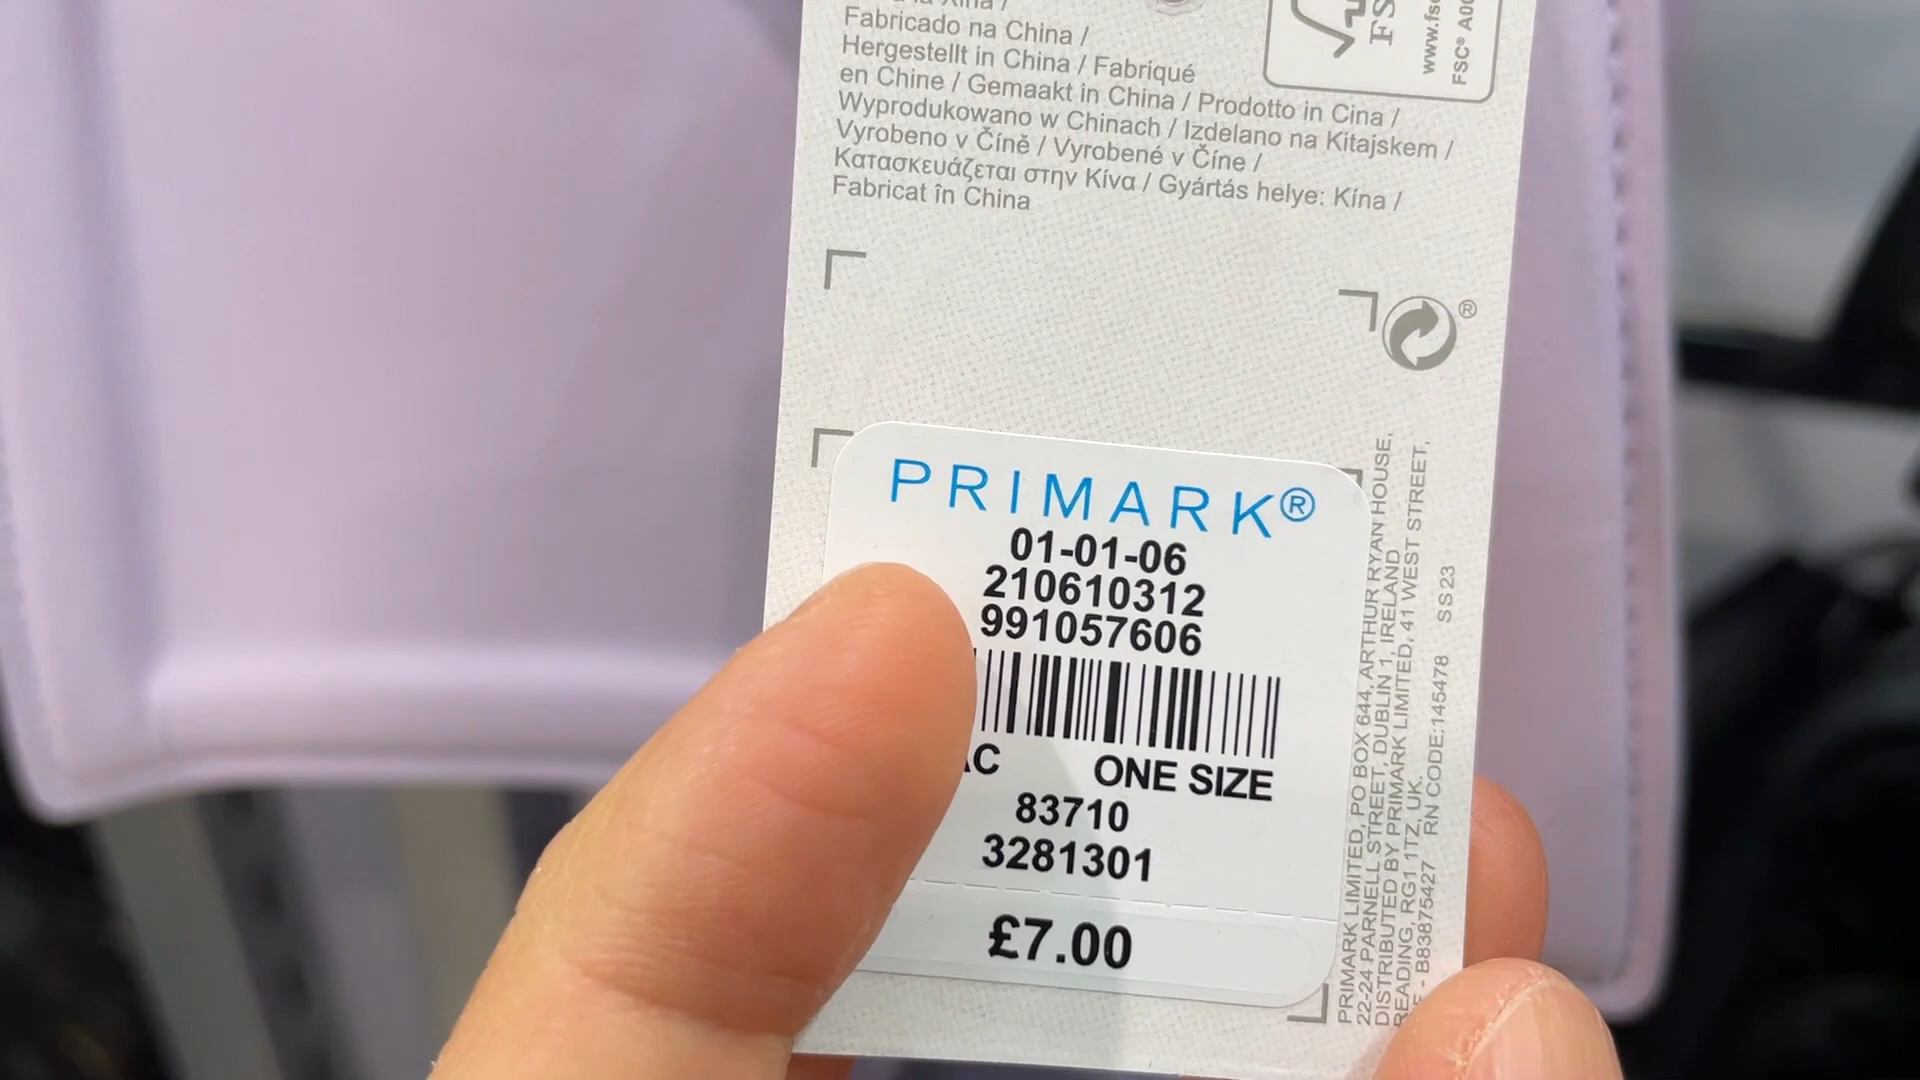 Fabricado na China /
Hergestellt in China / Fabriqué
en Chine / Gemaakt in China / Prodotto in Cina /
Wyprodukowano w Chinach / Izdelano na Kitajskem /
Vyrobeno v Číně / Vyrobené v Číne /
Κατασκευάζεται στην Κίνα / Gyártás helye: Kína /
Fabricat în China
FSC® A00
®
PRIMARK®
01-01-06
210610312
991057606
ONE SIZE
83710
3281301
£7.00
PRIMARK LIMITED, PO BOX 644, ARTHUR RYAN HOUSE,
22-24 PARNELL STREET, DUBLIN 1, IRELAND
DISTRIBUTED BY PRIMARK LIMITED, 41 WEST STREET,
READING, RG1 1TZ, UK.
B83875427 RN CODE:145478 SS23